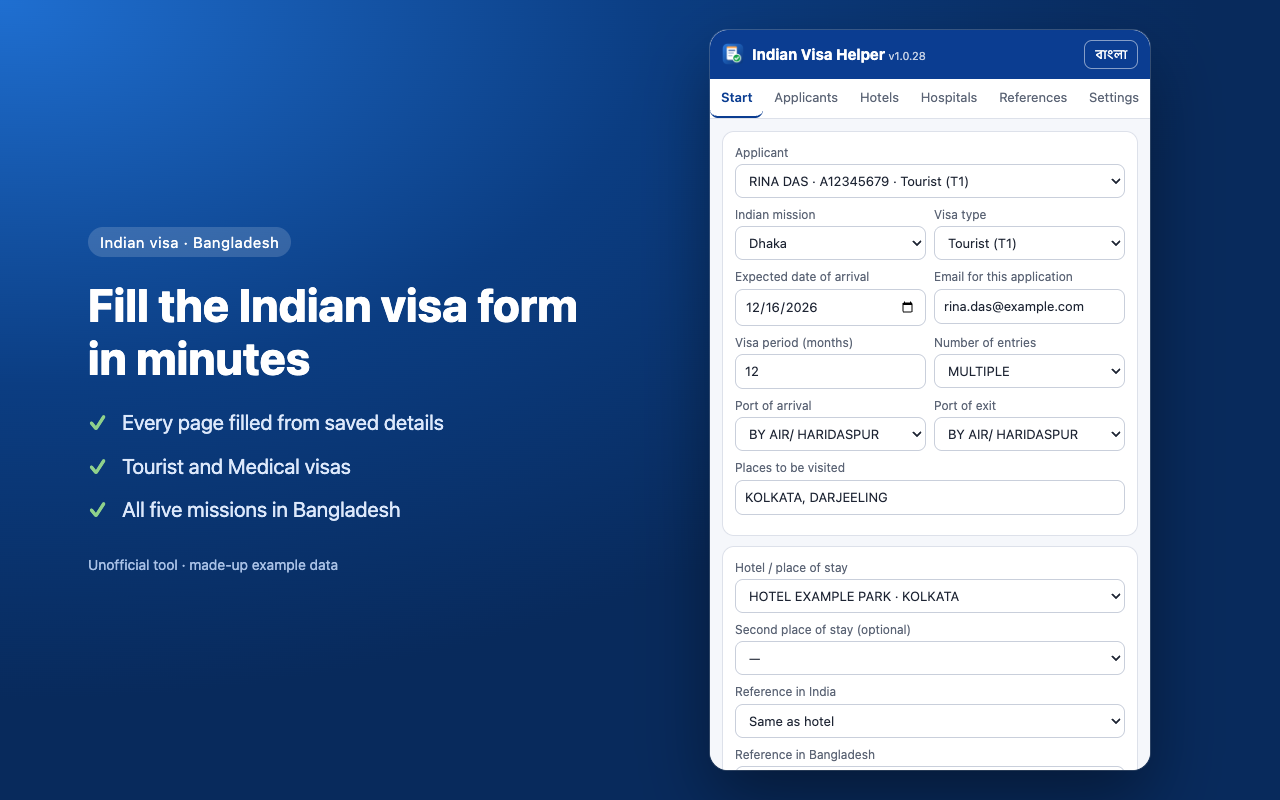 Indian visa · Bangladesh
Fill the Indian visa form
in minutes
Every page filled from saved details
Tourist and Medical visas
All five missions in Bangladesh
Unofficial tool · made-up example data
Indian Visa Helper v1.0.28
বাংলা
Start Applicants Hotels Hospitals References Settings
Applicant
RINA DAS · A12345679 · Tourist (T1)
Indian mission Visa type
Dhaka Tourist (T1)
Expected date of arrival Email for this application
12/16/2026 rina.das@example.com
Visa period (months) Number of entries
12 MULTIPLE
Port of arrival Port of exit
BY AIR/ HARIDASPUR BY AIR/ HARIDASPUR
Places to be visited
KOLKATA, DARJEELING
Hotel / place of stay
HOTEL EXAMPLE PARK · KOLKATA
Second place of stay (optional)
—
Reference in India
Same as hotel
Reference in Bangladesh